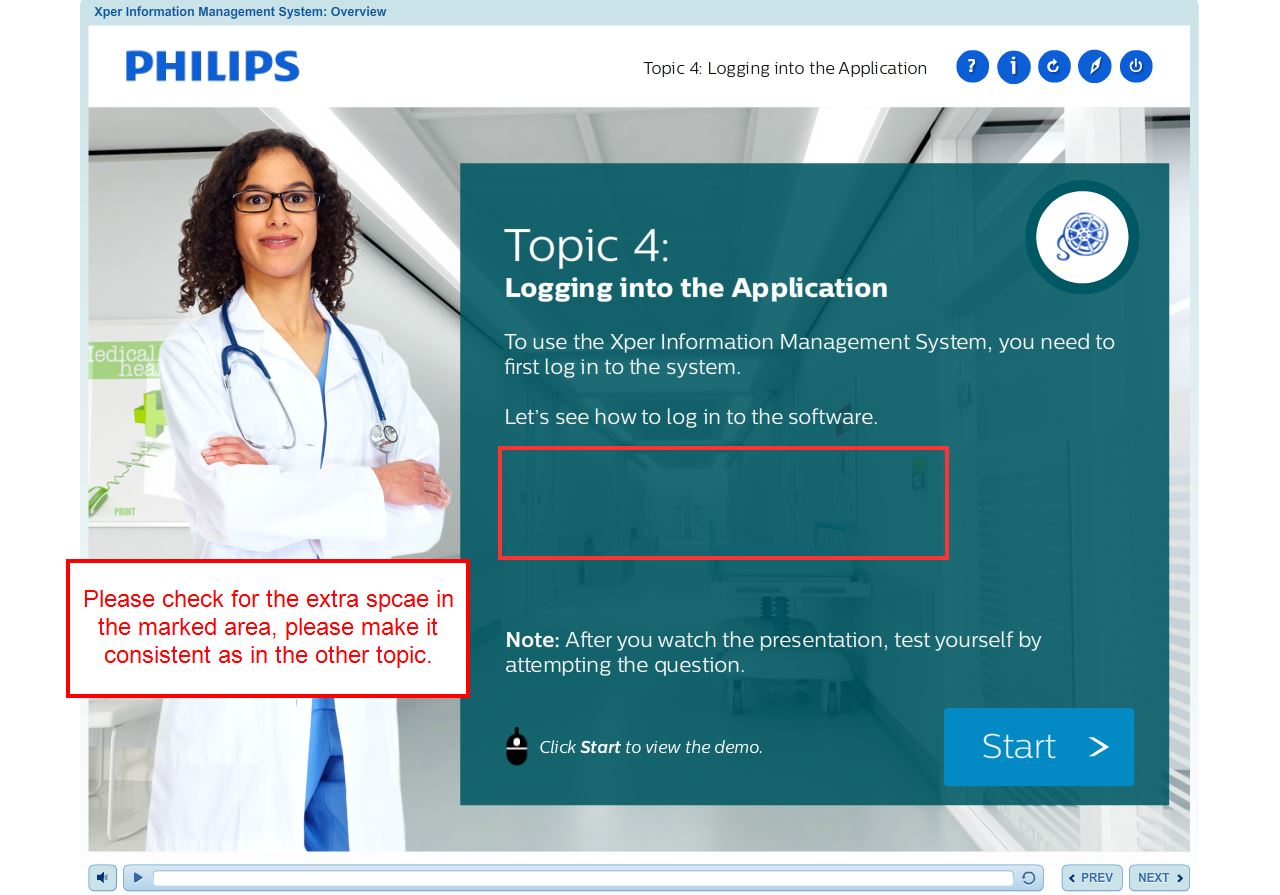 Xper Information Management System: Overview
PHILIPS
Topic 4: Logging into the Application
?
i
Topic 4:
Logging into the Application
To use the Xper Information Management System, you need to
first log in to the system.
Let's see how to log in to the software.
edical
hea
PRINT
Please check for the extra spcae in
the marked area, please make it
consistent as in the other topic.
Note: After you watch the presentation, test yourself by
attempting the question.
Click Start to view the demo.
Start >
< PREV
NEXT >